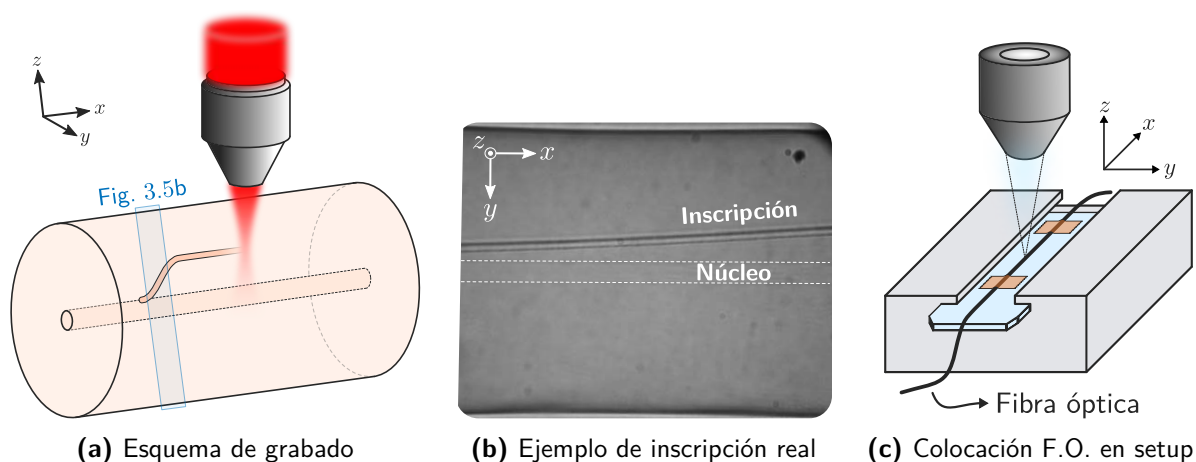 z
x
y
Fig. 3.5b
(a) Esquema de grabado
z
x
y
Inscripción
Núcleo
(b) Ejemplo de inscripción real
z
x
y
Fibra óptica
(c) Colocación F.O. en setup